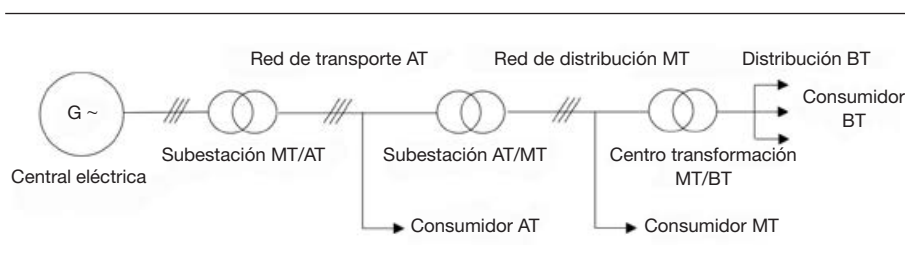 Red de transporte AT
Red de distribución MT
Distribución BT
G ~
Consumidor
BT
Subestación MT/AT
Subestación AT/MT
Centro transformación
MT/BT
Central eléctrica
Consumidor AT
Consumidor MT